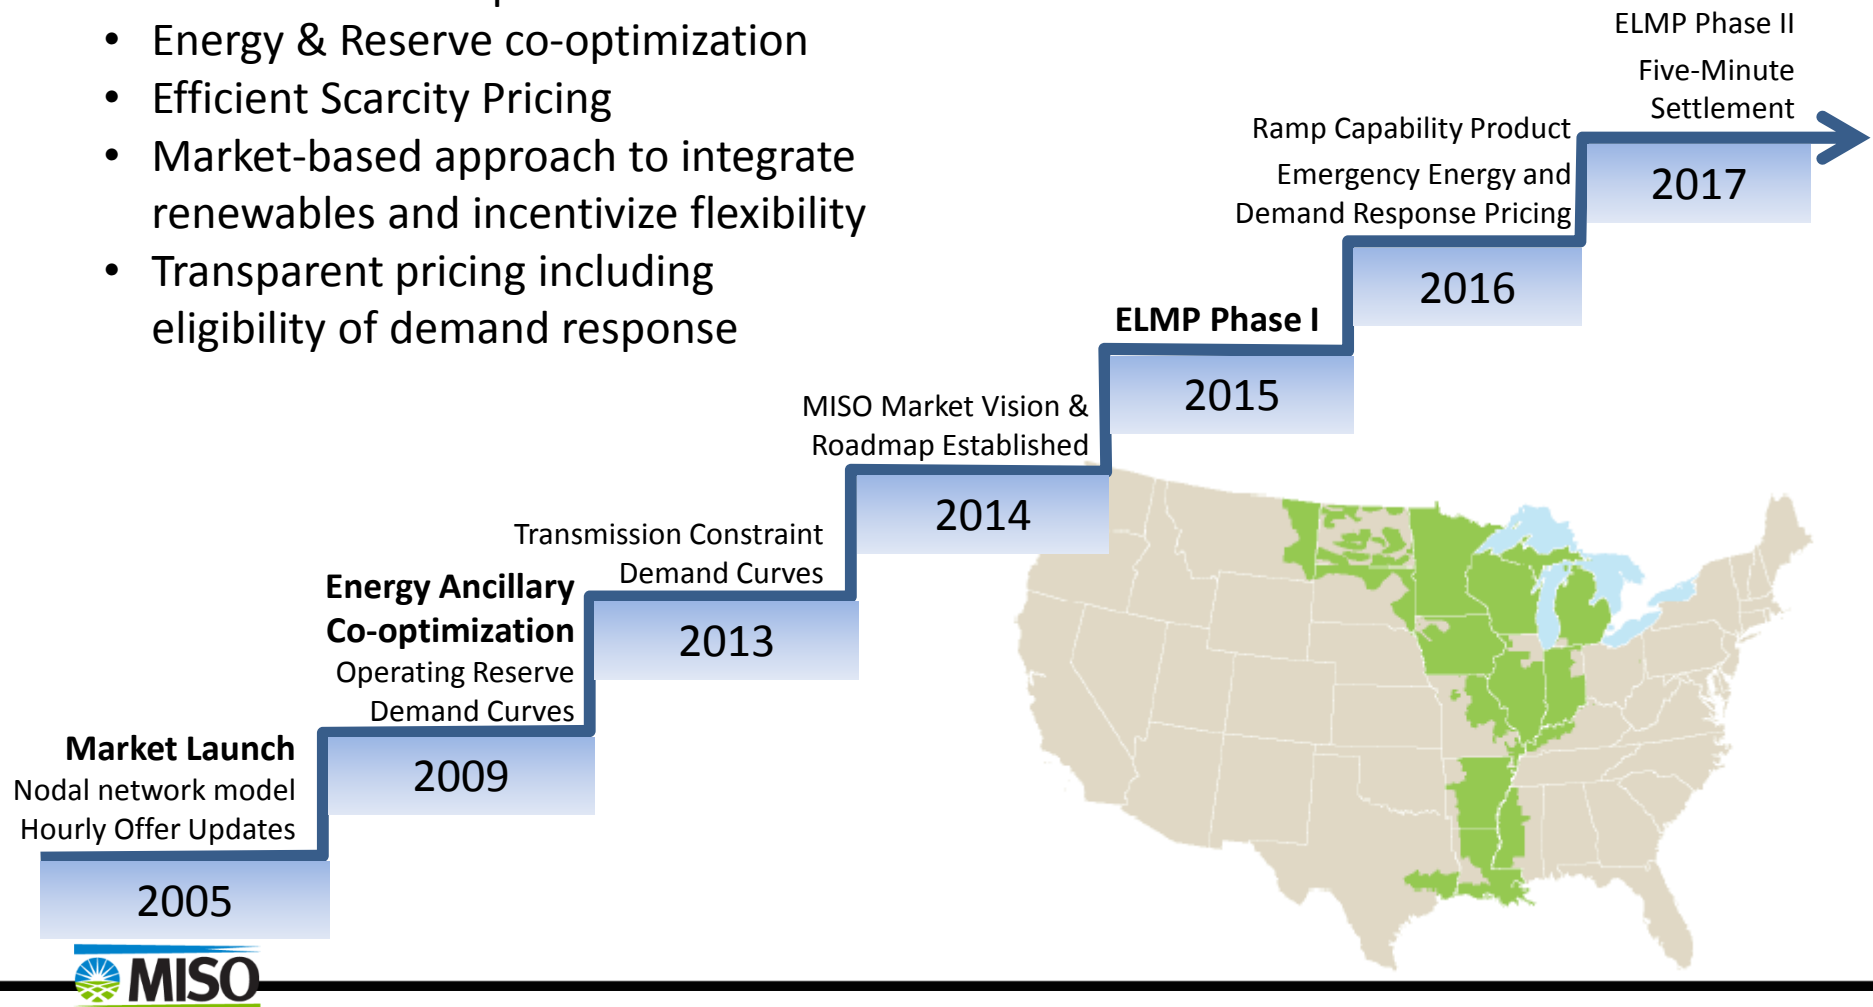 • Energy & Reserve co-optimization
• Efficient Scarcity Pricing
• Market-based approach to integrate
renewables and incentivize flexibility
• Transparent pricing including
eligibility of demand response
ELMP Phase II
Five-Minute
Settlement
2017
Ramp Capability Product
Emergency Energy and
Demand Response Pricing
2016
ELMP Phase I
2015
MISO Market Vision &
Roadmap Established
2014
Transmission Constraint
Demand Curves
2013
Energy Ancillary
Co-optimization
Operating Reserve
Demand Curves
2009
Market Launch
Nodal network model
Hourly Offer Updates
2005
MISO